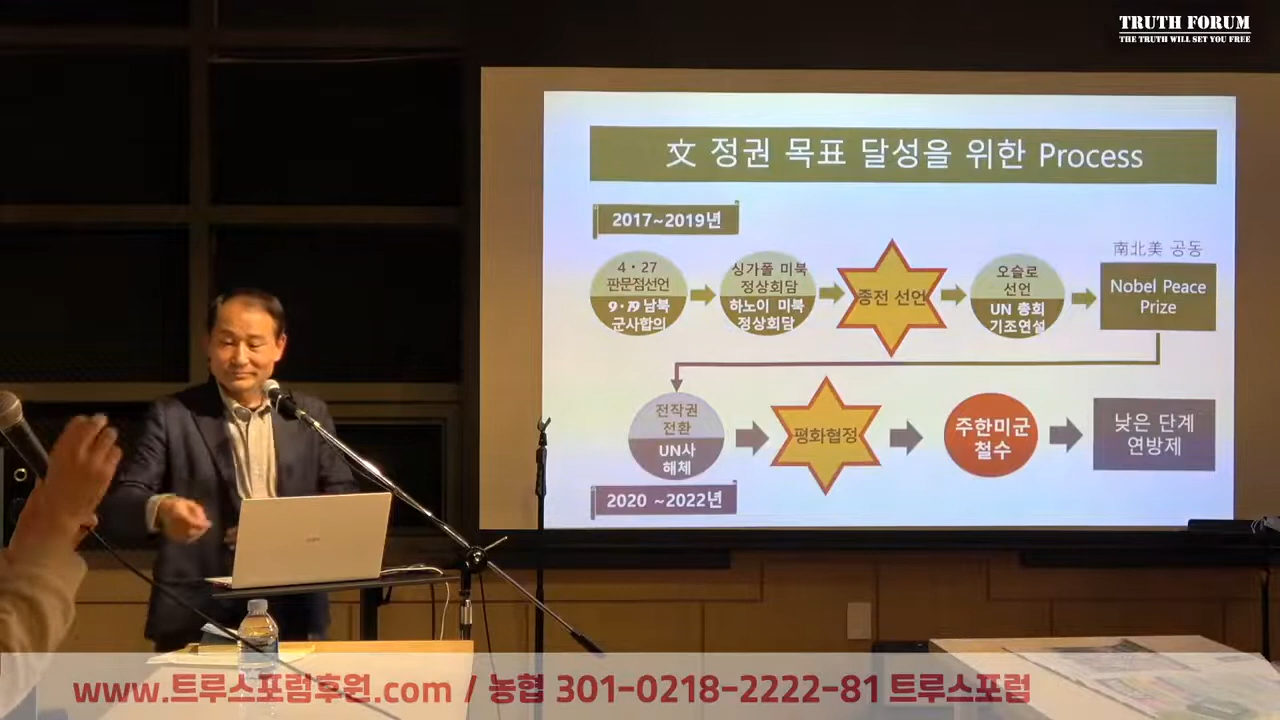 TRUTH FORUM
THE TRUTH WILL SET YOU FREE
文 정권 목표 달성을 위한 Process
2017~2019년
4・27
판문점선언
9・19 남북
군사합의
싱가폴 미북
정상회담
하노이 미북
정상회담
종전 선언
오슬로
선언
UN 총회
기조연설
南北美 공동
Nobel Peace
Prize
전작권
전환
UN사
해체
평화협정
주한미군
철수
낮은 단계
연방제
2020 ~2022년
www.트루스포럼후원.com / 농협 301-0218-2222-81 트루스포럼